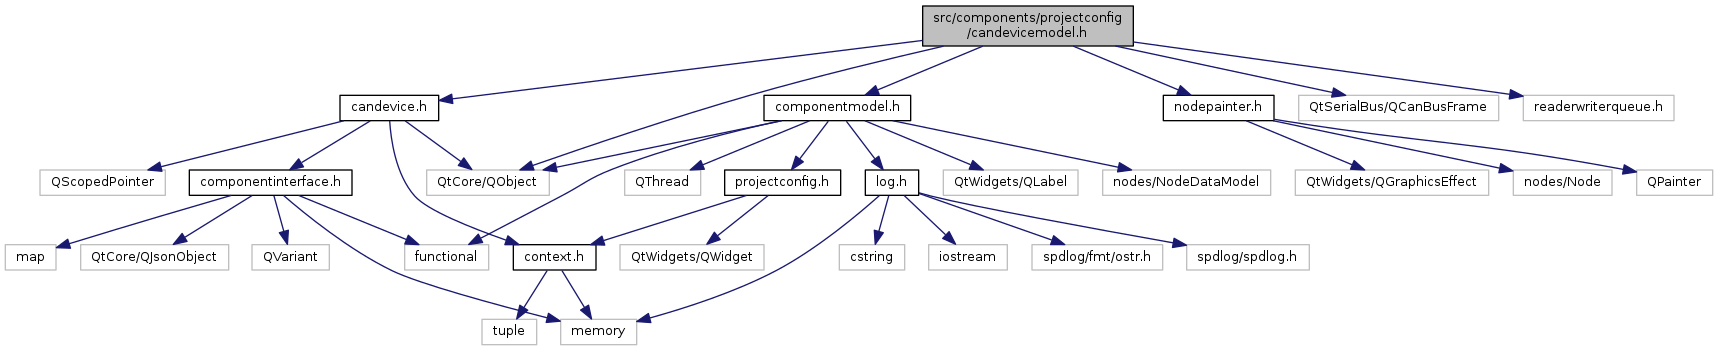 src/components/projectconfig
/candevicemodel.h
candevice.h
componentmodel.h
nodepainter.h
QtSerialBus/QCanBusFrame
readerwriterqueue.h
QScopedPointer
componentinterface.h
QtCore/QObject
QThread
projectconfig.h
log.h
QtWidgets/QLabel
nodes/NodeDataModel
QtWidgets/QGraphicsEffect
nodes/Node
QPainter
map
QtCore/QJsonObject
QVariant
functional
context.h
QtWidgets/QWidget
cstring
iostream
spdlog/fmt/ostr.h
spdlog/spdlog.h
tuple
memory